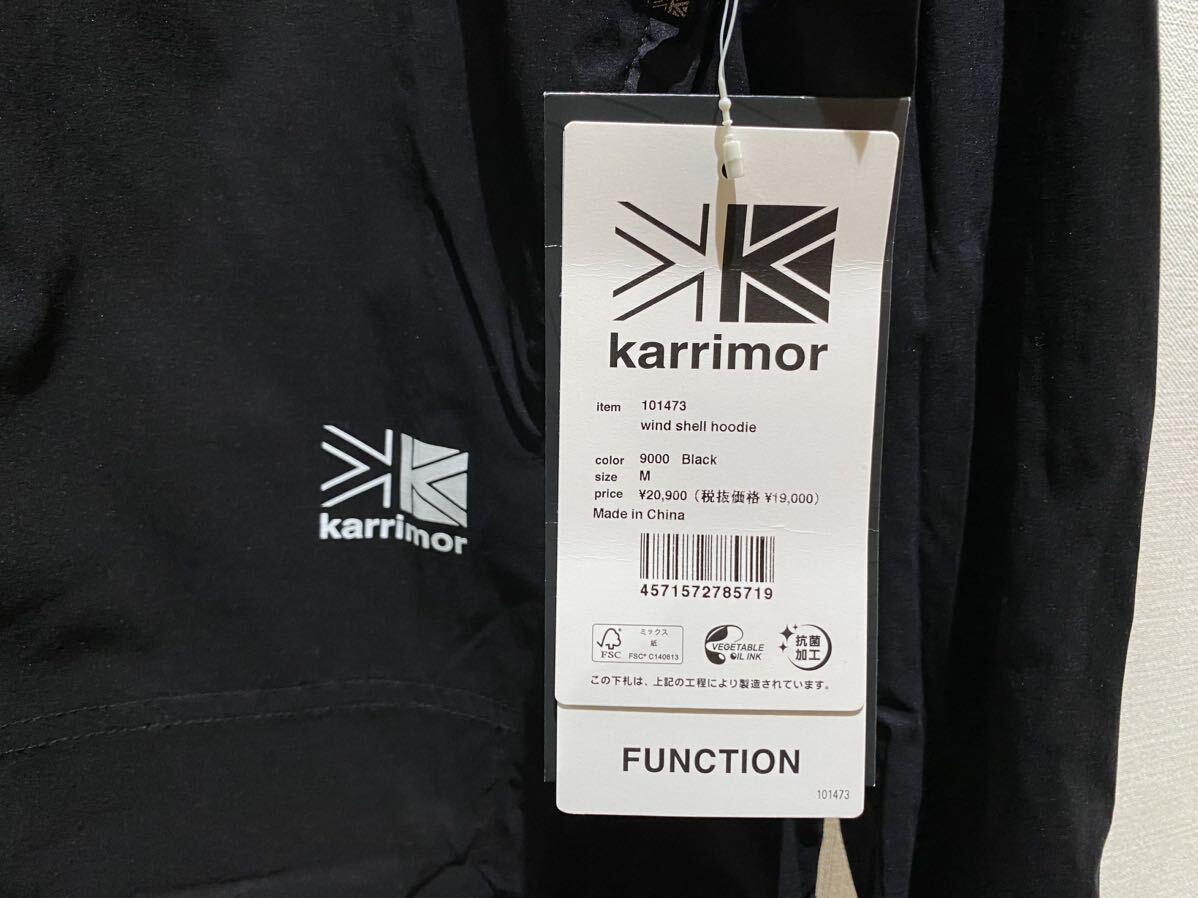 karrimor
item 101473
wind shell hoodie
color 9000 Black
size M
price ¥20,900（税抜価格 ¥19,000）
Made in China
4571572785719
FSC
ミックス
紙
FSC® C140613
VEGETABLE
OIL INK
抗菌
加工
この下札は、上記の工程により製造されています。
FUNCTION
101473
karrimor